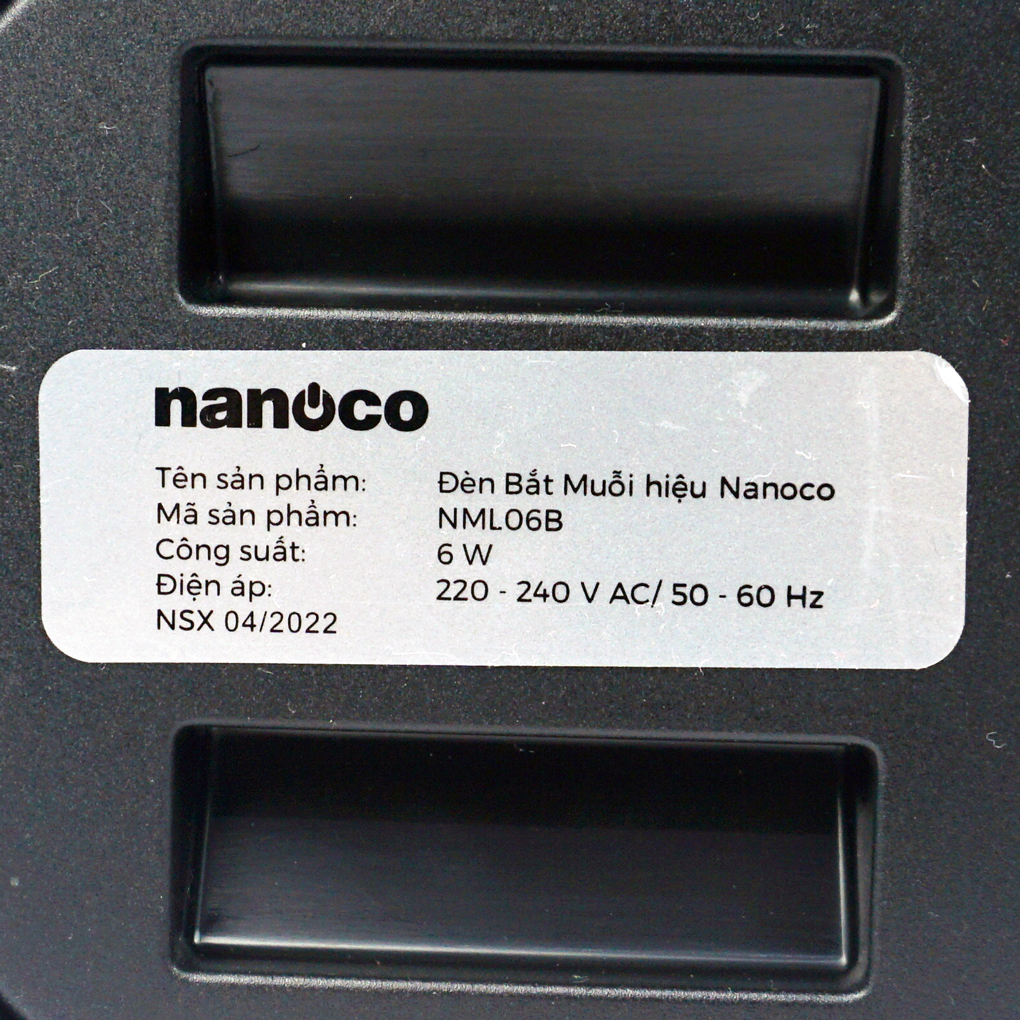 nanoco
Tên sản phẩm: Đèn Bắt Muỗi hiệu Nanoco
Mã sản phẩm: NML06B
Công suất: 6 W
Điện áp: 220 - 240 V AC/ 50 - 60 Hz
NSX 04/2022